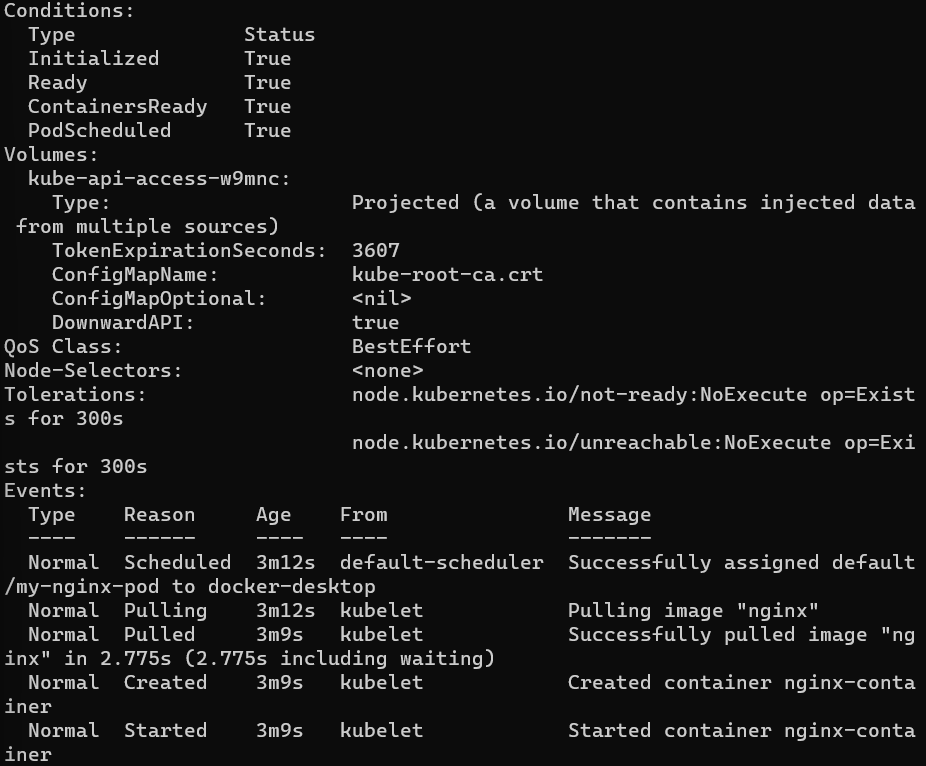 Conditions:
  Type              Status
  Initialized       True
  Ready             True
  ContainersReady   True
  PodScheduled      True
Volumes:
  kube-api-access-w9mnc:
    Type:                    Projected (a volume that contains injected data
 from multiple sources)
    TokenExpirationSeconds:  3607
    ConfigMapName:           kube-root-ca.crt
    ConfigMapOptional:       <nil>
    DownwardAPI:             true
QoS Class:                   BestEffort
Node-Selectors:              <none>
Tolerations:                 node.kubernetes.io/not-ready:NoExecute op=Exist
s for 300s
                             node.kubernetes.io/unreachable:NoExecute op=Exi
sts for 300s
Events:
  Type    Reason     Age    From               Message
  ----    ------     ----   ----               -------
  Normal  Scheduled  3m12s  default-scheduler  Successfully assigned default
/my-nginx-pod to docker-desktop
  Normal  Pulling    3m12s  kubelet            Pulling image "nginx"
  Normal  Pulled     3m9s   kubelet            Successfully pulled image "ng
inx" in 2.775s (2.775s including waiting)
  Normal  Created    3m9s   kubelet            Created container nginx-conta
iner
  Normal  Started    3m9s   kubelet            Started container nginx-conta
iner